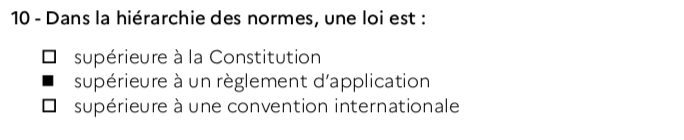 10 - Dans la hiérarchie des normes, une loi est :
☐ supérieure à la Constitution
■ supérieure à un règlement d'application
☐ supérieure à une convention internationale